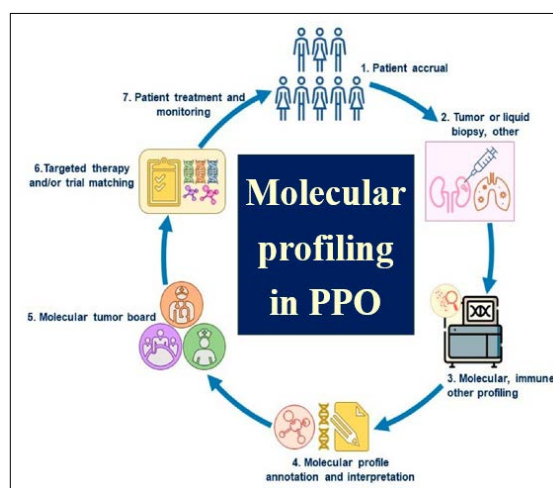 1. Patient accrual
2. Tumor or liquid
biopsy, other
3. Molecular, immune
other profiling
4. Molecular profile
annotation and interpretation
5. Molecular tumor board
6.Targeted therapy
and/or trial matching
7. Patient treatment and
monitoring
Molecular
profiling
in PPO